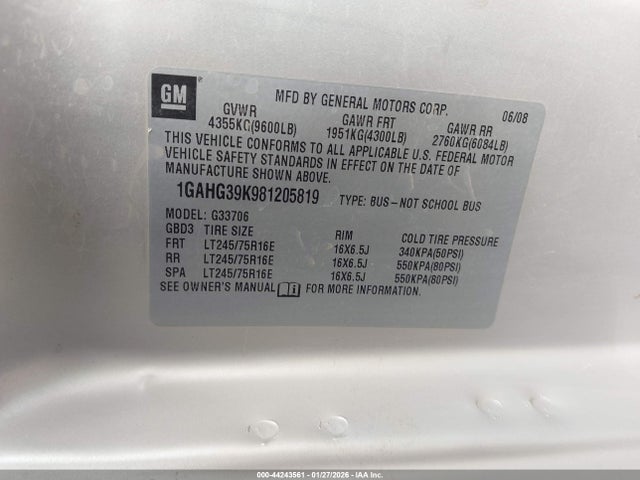 GM
MFD BY GENERAL MOTORS CORP. 06/08
GVWR GAWR FRT GAWR RR
4355KG(9600LB) 1951KG(4300LB) 2760KG(6084LB)
THIS VEHICLE CONFORMS TO ALL APPLICABLE U.S. FEDERAL MOTOR
VEHICLE SAFETY STANDARDS IN EFFECT ON THE DATE OF
MANUFACTURE SHOWN ABOVE.
1GAHG39K981205819 TYPE: BUS–NOT SCHOOL BUS
MODEL: G33706
GBD3 TIRE SIZE RIM COLD TIRE PRESSURE
FRT LT245/75R16E 16X6.5J 340KPA(50PSI)
RR LT245/75R16E 16X6.5J 550KPA(80PSI)
SPA LT245/75R16E 16X6.5J 550KPA(80PSI)
SEE OWNER'S MANUAL FOR MORE INFORMATION.
000-44243561 | 01/27/2026 - IAA Inc.